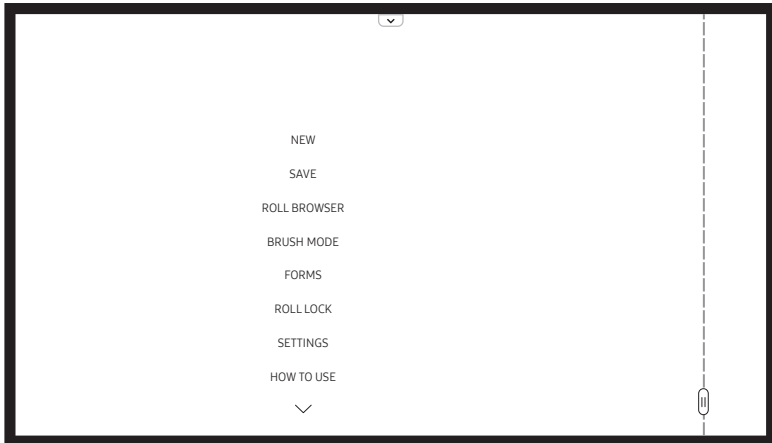 NEW
SAVE
ROLL BROWSER
BRUSH MODE
FORMS
ROLL LOCK
SETTINGS
HOW TO USE